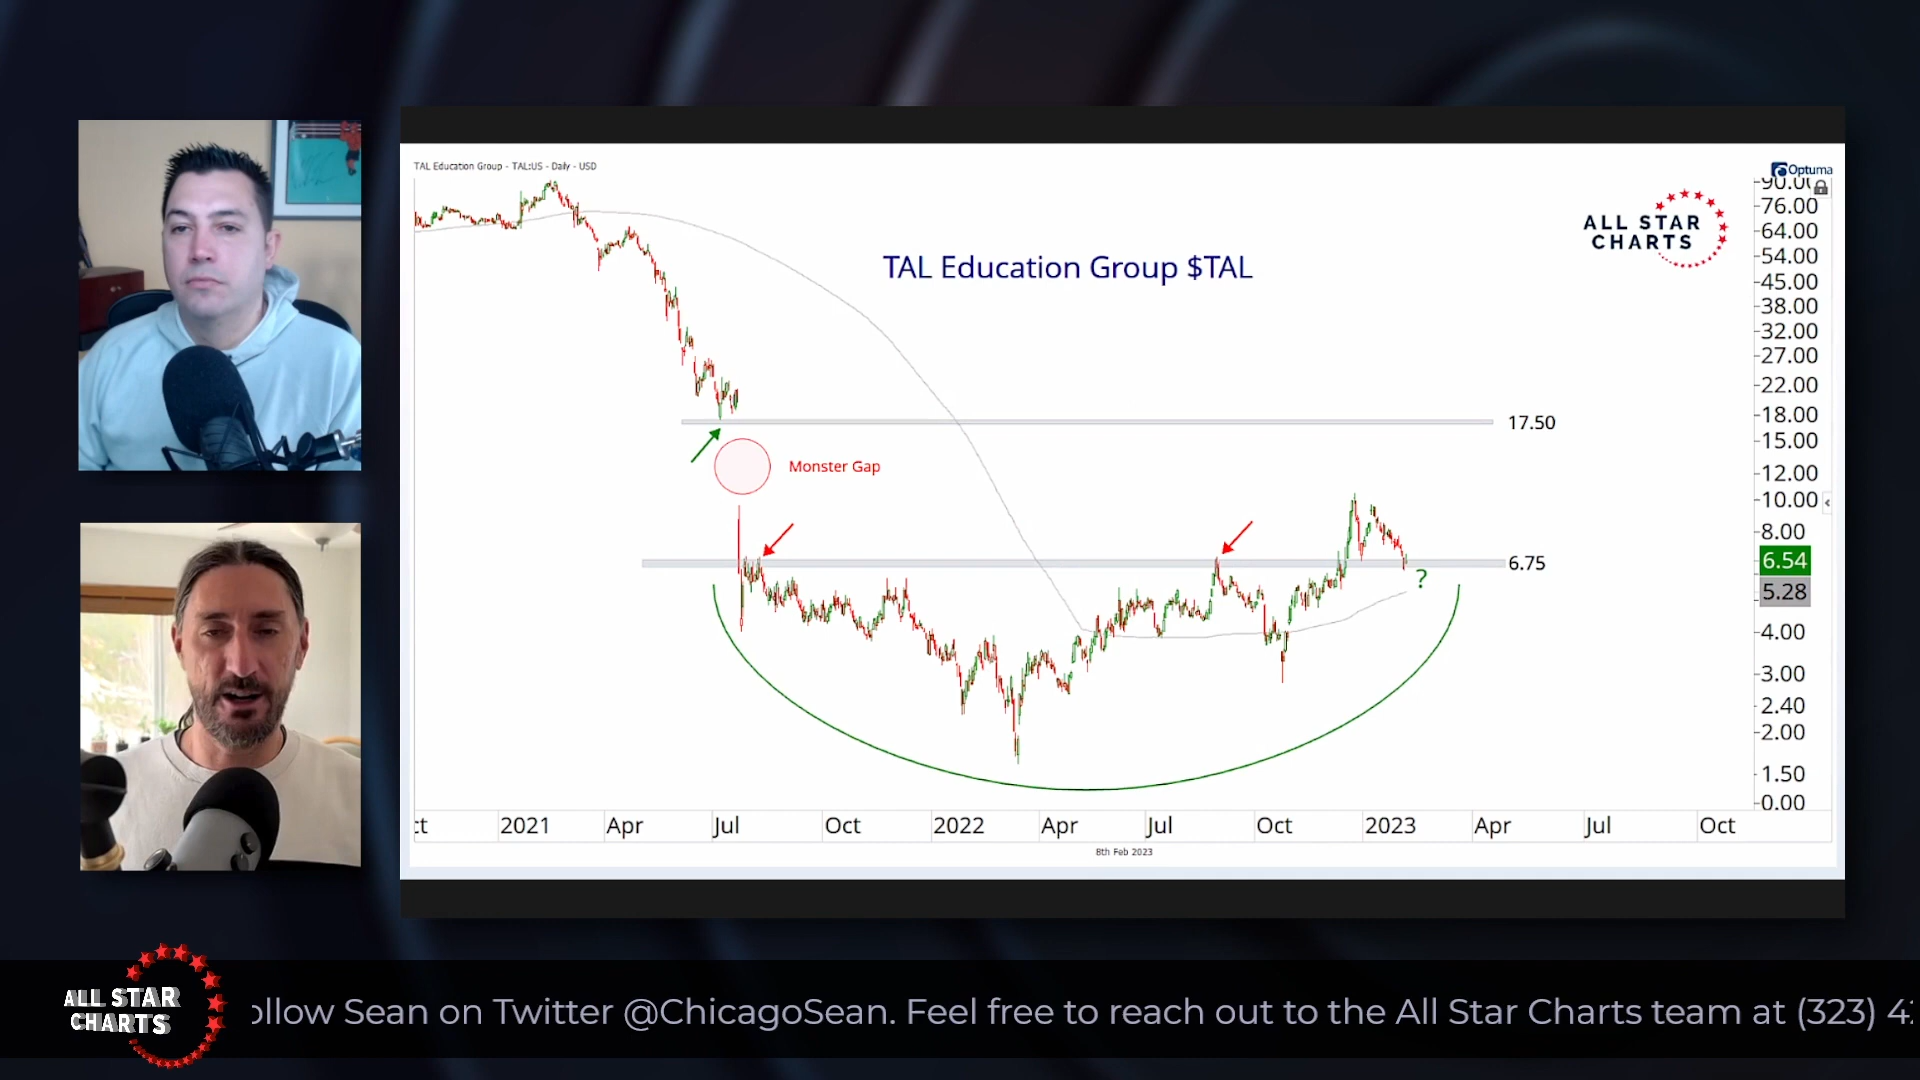 TAL Education Group - TAL:US - Daily - USD
Optuma
ALL STAR
CHARTS
TAL Education Group $TAL
90.00
76.00
64.00
54.00
45.00
38.00
32.00
27.00
22.00
18.00
17.50
15.00
Monster Gap
12.00
10.00
8.00
6.75
6.54
?
5.28
4.00
3.00
2.40
2.00
1.50
0.00
ct 2021 Apr Jul Oct 2022 Apr Jul Oct 2023 Apr Jul Oct
8th Feb 2023
ALL STAR
CHARTS
ollow Sean on Twitter @ChicagoSean. Feel free to reach out to the All Star Charts team at (323) 4